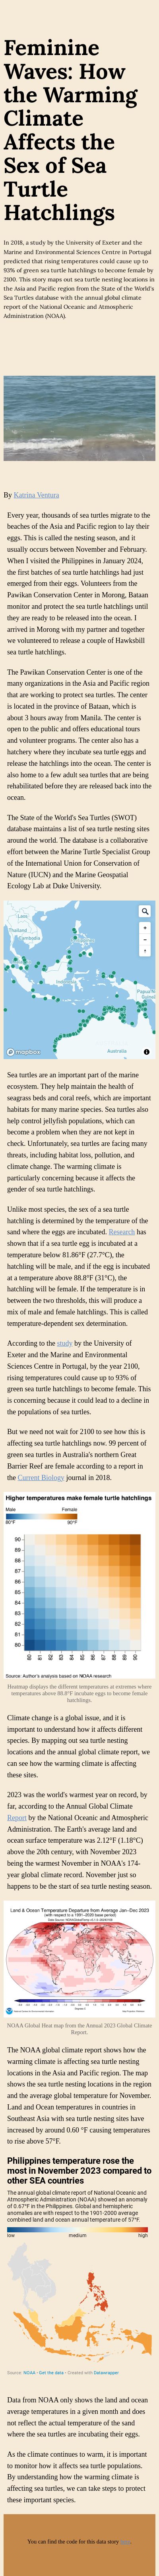 Feminine
Waves: How
the Warming
Climate
Affects the
Sex of Sea
Turtle
Hatchlings
In 2018, a study by the University of Exeter and the
Marine and Environmental Sciences Centre in Portugal
predicted that rising temperatures could cause up to
93% of green sea turtle hatchlings to become female by
2100. This story maps out sea turtle nesting locations in
the Asia and Pacific region from the State of the World's
Sea Turtles database with the annual global climate
report of the National Oceanic and Atmospheric
Administration (NOAA).
By Katrina Ventura
Every year, thousands of sea turtles migrate to the
beaches of the Asia and Pacific region to lay their
eggs. This is called the nesting season, and it
usually occurs between November and February.
When I visited the Philippines in January 2024,
the first batches of sea turtle hatchlings had just
emerged from their eggs. Volunteers from the
Pawikan Conservation Center in Morong, Bataan
monitor and protect the sea turtle hatchlings until
they are ready to be released into the ocean. I
arrived in Morong with my partner and together
we volunteered to release a couple of Hawksbill
sea turtle hatchlings.
The Pawikan Conservation Center is one of the
many organizations in the Asia and Pacific region
that are working to protect sea turtles. The center
is located in the province of Bataan, which is
about 3 hours away from Manila. The center is
open to the public and offers educational tours
and volunteer programs. The center also has a
hatchery where they incubate sea turtle eggs and
release the hatchlings into the ocean. The center is
also home to a few adult sea turtles that are being
rehabilitated before they are released back into
the ocean.
The State of the World's Sea Turtles (SWOT)
database maintains a list of sea turtle nesting sites
around the world. The database is a collaborative
effort between the Marine Turtle Specialist Group
of the International Union for Conservation of
Nature (IUCN) and the Marine Geospatial
Ecology Lab at Duke University.
Laos
Thailand
Cambodia
Papua N
Australia
mapbox
Sea turtles are an important part of the marine
ecosystem. They help maintain the health of
seagrass beds and coral reefs, which are important
habitats for many marine species. Sea turtles also
help control jellyfish populations, which can
become a problem when they are not kept in
check. Unfortunately, sea turtles are facing many
threats, including habitat loss, pollution, and
climate change. The warming climate is
particularly concerning because it affects the
gender of sea turtle hatchlings.
Unlike most species, the sex of a sea turtle
hatchling is determined by the temperature of the
sand where the eggs are incubated. Research has
shown that if a sea turtle egg is incubated at a
temperature below 81.86°F (27.7°C), the
hatchling will be male, and if the egg is incubated
at a temperature above 88.8°F (31°C), the
hatchling will be female. If the temperature is in
between the two thresholds, this will produce a
mix of male and female hatchlings. This is called
temperature-dependent sex determination.
According to the study by the University of
Exeter and the Marine and Environmental
Sciences Centre in Portugal, by the year 2100,
rising temperatures could cause up to 93% of
green sea turtle hatchlings to become female. This
is concerning because it could lead to a decline in
the populations of sea turtles.
But we need not wait for 2100 to see how this is
affecting sea turtle hatchlings now. 99 percent of
green sea turtles in Australia's northern Great
Barrier Reef are female according to a report in
the Current Biology journal in 2018.
Higher temperatures make female turtle hatchlings
Male Female
80°F 90°F
90
89
88
87
86
85
84
83
82
81
80
80 81 82 83 84 85 86 87 88 89 90
Source: Author's analysis based on NOAA research
Heatmap displays the different temperatures at extremes where
temperatures above 88.8°F incubate eggs to become female
hatchlings.
Climate change is a global issue, and it is
important to understand how it affects different
species. By mapping out sea turtle nesting
locations and the annual global climate report, we
can see how the warming climate is affecting
these sites.
2023 was the world's warmest year on record, by
far, according to the Annual Global Climate
Report by the National Oceanic and Atmospheric
Administration. The Earth's average land and
ocean surface temperature was 2.12°F (1.18°C)
above the 20th century, with November 2023
being the warmest November in NOAA's 174-
year global climate record. November just so
happens to be the start of sea turtle nesting season.
Land & Ocean Temperature Departure from Average Jan–Dec 2023
(with respect to a 1991–2020 base period)
NOAA Global Heat map from the Annual 2023 Global Climate
Report.
The NOAA global climate report shows how the
warming climate is affecting sea turtle nesting
locations in the Asia and Pacific region. The map
shows the sea turtle nesting locations in the region
and the average global temperature for November.
Land and Ocean temperatures in countries in
Southeast Asia with sea turtle nesting sites have
increased by around 0.60 °F causing temperatures
to rise above 57°F.
Philippines temperature rose the
most in November 2023 compared to
other SEA countries
The annual global climate report of National Oceanic and
Atmospheric Administration (NOAA) showed an anomaly
of 0.67°F in the Philippines. Global and hemispheric
anomalies are with respect to the 1901-2000 average
combined land and ocean annual temperature of 57°F.
low medium high
Source: NOAA • Get the data • Created with Datawrapper
Data from NOAA only shows the land and ocean
average temperatures in a given month and does
not reflect the actual temperature of the sand
where the sea turtles are incubating their eggs.
As the climate continues to warm, it is important
to monitor how it affects sea turtle populations.
By understanding how the warming climate is
affecting sea turtles, we can take steps to protect
these important species.
You can find the code for this data story here.